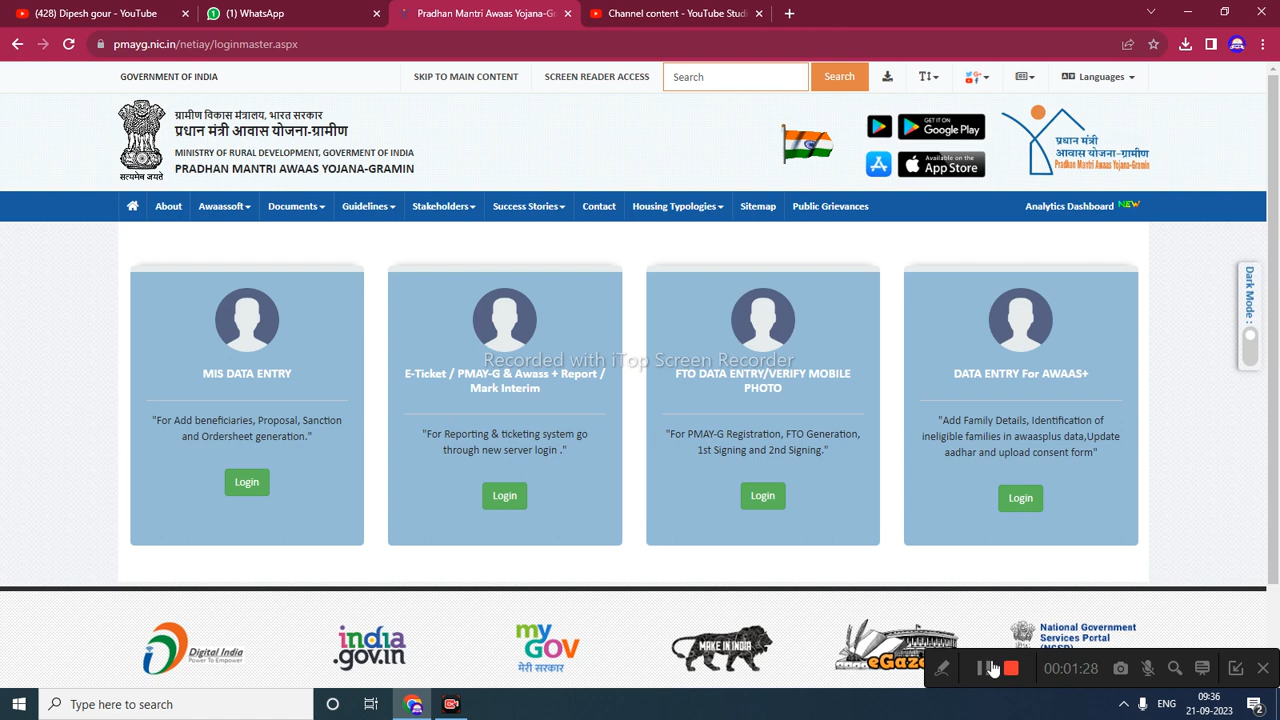 (428) Dipesh gour - YouTube
(1) WhatsApp
Pradhan Mantri Awaas Yojana-Gr
Channel content - YouTube Studi
pmayg.nic.in/netiay/loginmaster.aspx
GOVERNMENT OF INDIA
SKIP TO MAIN CONTENT
SCREEN READER ACCESS
Search
Search
Languages
ग्रामीण विकास मंत्रालय, भारत सरकार
प्रधान मंत्री आवास योजना-ग्रामीण
MINISTRY OF RURAL DEVELOPMENT, GOVERMENT OF INDIA
PRADHAN MANTRI AWAAS YOJANA-GRAMIN
सत्यमेव जयते
GET IT ON
Google Play
Available on the
App Store
प्रधान मंत्री
आवास योजना-ग्रामीण
Pradhan Mantri Awaas Yojana-Gramin
About
Awaassoft
Documents
Guidelines
Stakeholders
Success Stories
Contact
Housing Typologies
Sitemap
Public Grievances
Analytics Dashboard NEW
Dark Mode :
MIS DATA ENTRY
"For Add beneficiaries, Proposal, Sanction
and Ordersheet generation."
Login
E-Ticket / PMAY-G & Awass + Report /
Mark Interim
"For Reporting & ticketing system go
through new server login ."
Login
FTO DATA ENTRY/VERIFY MOBILE
PHOTO
"For PMAY-G Registration, FTO Generation,
1st Signing and 2nd Signing."
Login
DATA ENTRY For AWAAS+
"Add Family Details, Identification of
ineligible families in awaasplus data,Update
aadhar and upload consent form"
Login
Recorded with iTop Screen Recorder
Digital India
Power To Empower
india
.gov.in
my
Gov
मेरी सरकार
MAKE IN INDIA
eGaze
National Government
Services Portal
00:01:28
Type here to search
ENG
09:36
21-09-2023
2